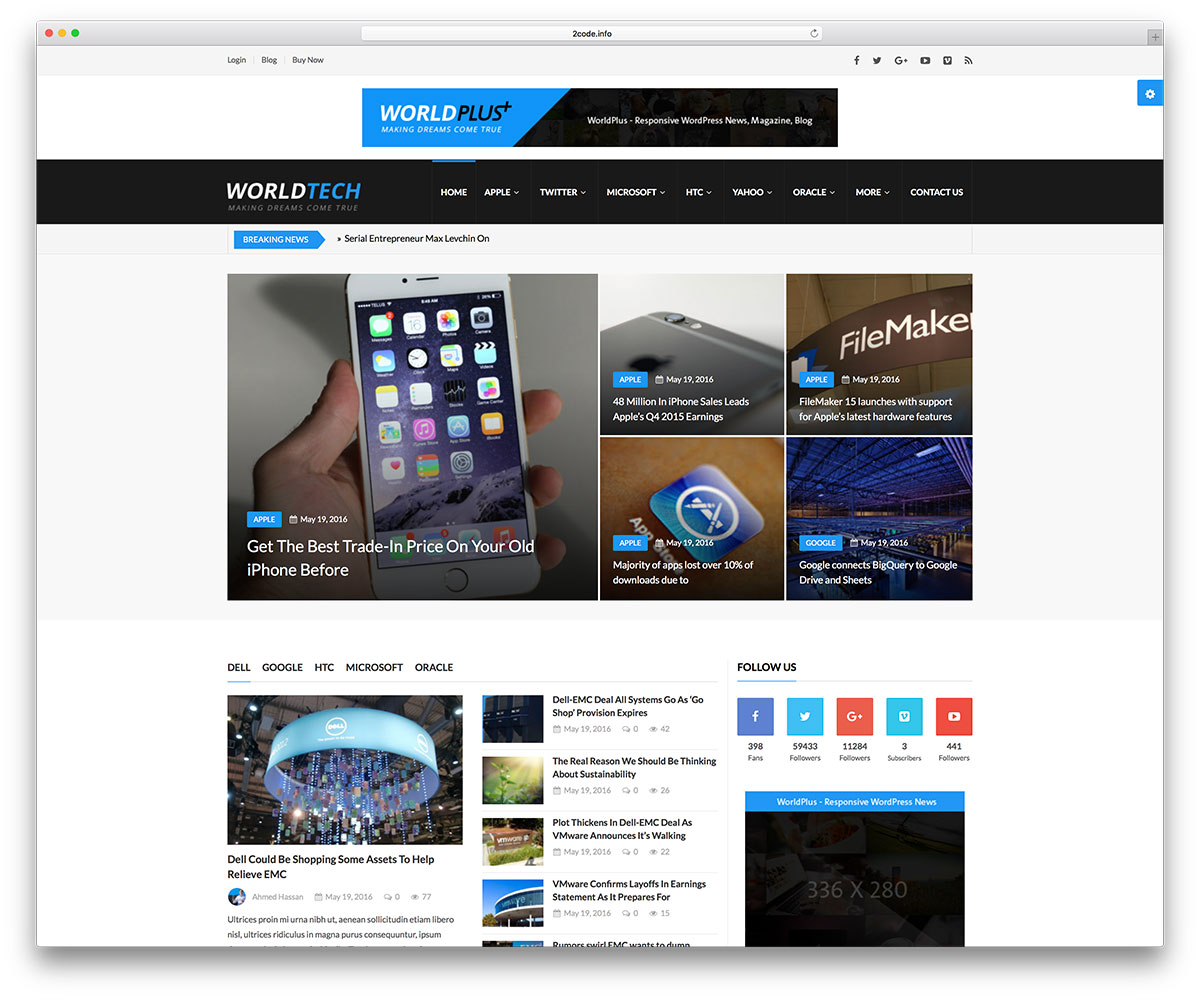 2code.info
Login
Blog
Buy Now
WORLDPLUS+
MAKING DREAMS COME TRUE
WorldPlus - Responsive WordPress News, Magazine, Blog
WORLDTECH
MAKING DREAMS COME TRUE
HOME
APPLE
TWITTER
MICROSOFT
HTC
YAHOO
ORACLE
MORE
CONTACT US
BREAKING NEWS
» Serial Entrepreneur Max Levchin On
APPLE
May 19, 2016
Get The Best Trade-In Price On Your Old
iPhone Before
APPLE
May 19, 2016
48 Million In iPhone Sales Leads
Apple's Q4 2015 Earnings
FileMaker
APPLE
May 19, 2016
FileMaker 15 launches with support
for Apple's latest hardware features
APPLE
May 19, 2016
Majority of apps lost over 10% of
downloads due to
GOOGLE
May 19, 2016
Google connects BigQuery to Google
Drive and Sheets
DELL
GOOGLE
HTC
MICROSOFT
ORACLE
DELL
Dell Could Be Shopping Some Assets To Help
Relieve EMC
Ahmed Hassan
May 19, 2016
0
77
Ultrices proin mi urna nibh ut, aenean sollicitudin etiam libero
nisl, ultrices ridiculus in magna purus consequuntur, ipsum
Dell-EMC Deal All Systems Go As 'Go
Shop' Provision Expires
May 19, 2016
0
42
The Real Reason We Should Be Thinking
About Sustainability
May 19, 2016
0
26
vmware
Plot Thickens In Dell-EMC Deal As
VMware Announces It's Walking
May 19, 2016
0
22
VMware Confirms Layoffs In Earnings
Statement As It Prepares For
May 19, 2016
0
15
Rumors swirl EMC wants to dump
FOLLOW US
398
Fans
59433
Followers
11284
Followers
3
Subscribers
441
Followers
WorldPlus - Responsive WordPress News
336 X 280